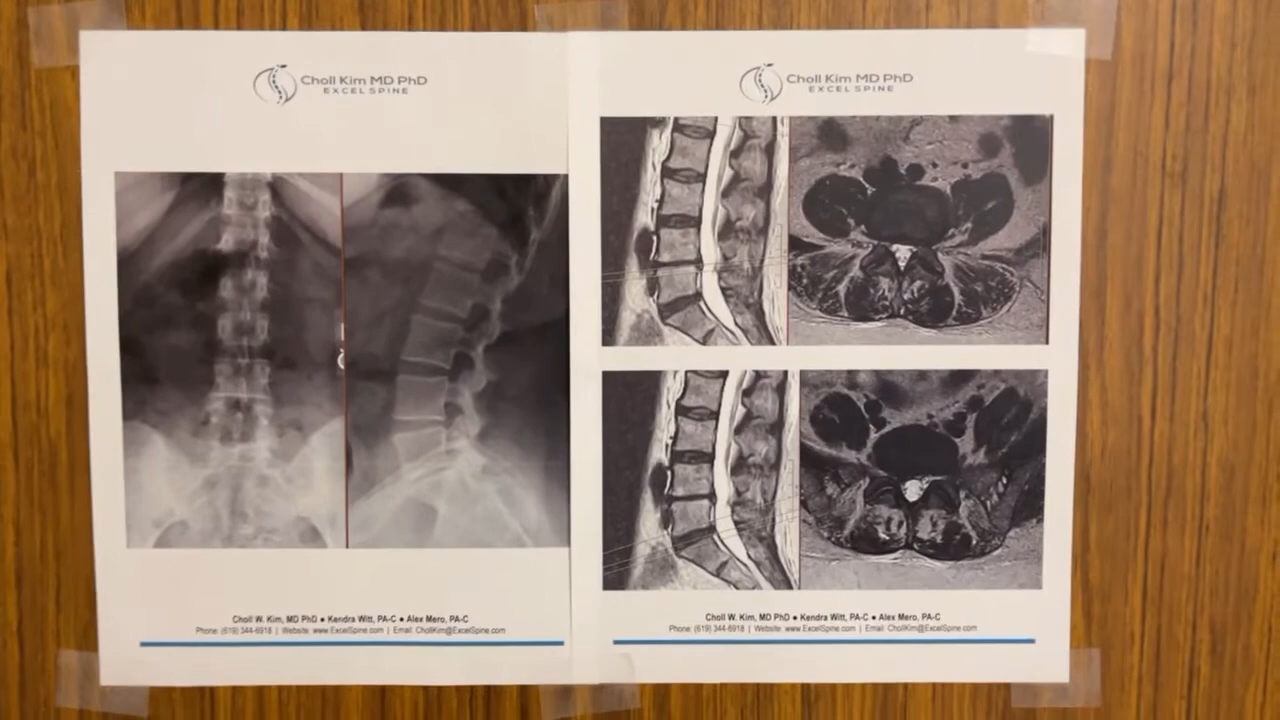 Choll Kim MD PhD
EXCEL SPINE
Choll W. Kim, MD PhD ● Kendra Witt, PA-C ● Alex Mero, PA-C
Phone: (619) 344-6918 | Website: www.ExcelSpine.com | Email: ChollKim@ExcelSpine.com
Choll Kim MD PhD
EXCEL SPINE
Choll W. Kim, MD PhD ● Kendra Witt, PA-C ● Alex Mero, PA-C
Phone: (619) 344-6918 | Website: www.ExcelSpine.com | Email: ChollKim@ExcelSpine.com